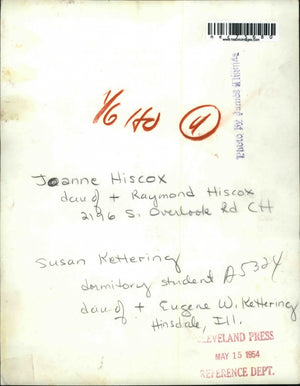 1/6 HD 4
Photo by James Meli
Joanne Hiscox
dau of + Raymond Hiscox
2196 S. Overlook Rd CH
Susan Kettering
dormitory student A5324
dau of + Eugene W. Kettering
Hinsdale, Ill.
CLEVELAND PRESS
MAY 15 1954
REFERENCE DEPT.